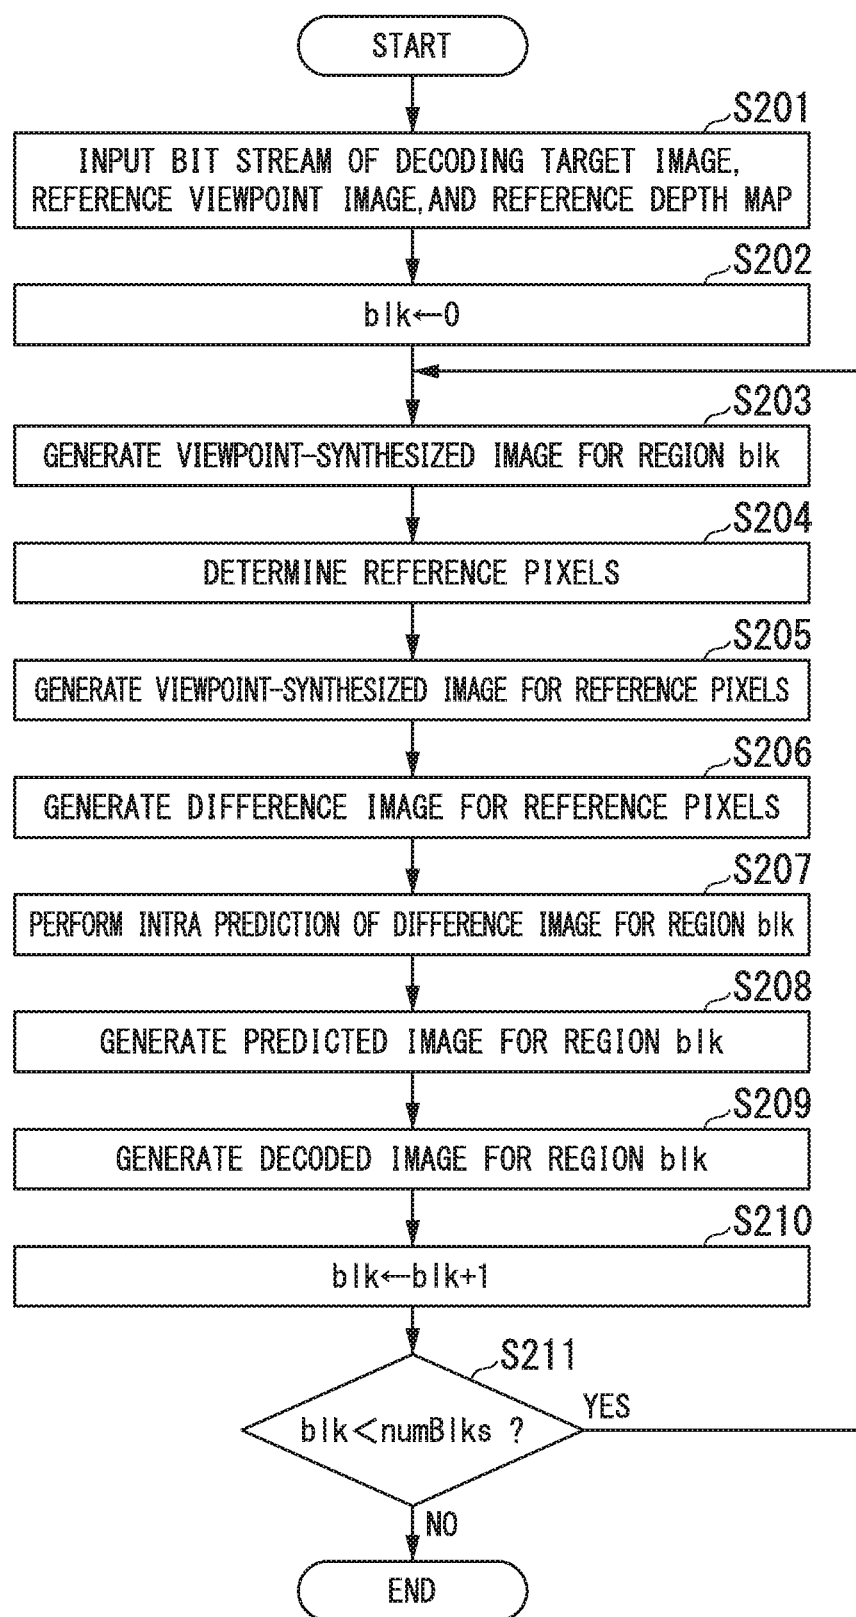 START
S201
INPUT BIT STREAM OF DECODING TARGET IMAGE,
REFERENCE VIEWPOINT IMAGE, AND REFERENCE DEPTH MAP
S202
blk←0
S203
GENERATE VIEWPOINT-SYNTHESIZED IMAGE FOR REGION blk
S204
DETERMINE REFERENCE PIXELS
S205
GENERATE VIEWPOINT-SYNTHESIZED IMAGE FOR REFERENCE PIXELS
S206
GENERATE DIFFERENCE IMAGE FOR REFERENCE PIXELS
S207
PERFORM INTRA PREDICTION OF DIFFERENCE IMAGE FOR REGION blk
S208
GENERATE PREDICTED IMAGE FOR REGION blk
S209
GENERATE DECODED IMAGE FOR REGION blk
S210
blk←blk+1
S211
blk<numBlks ?
YES
NO
END